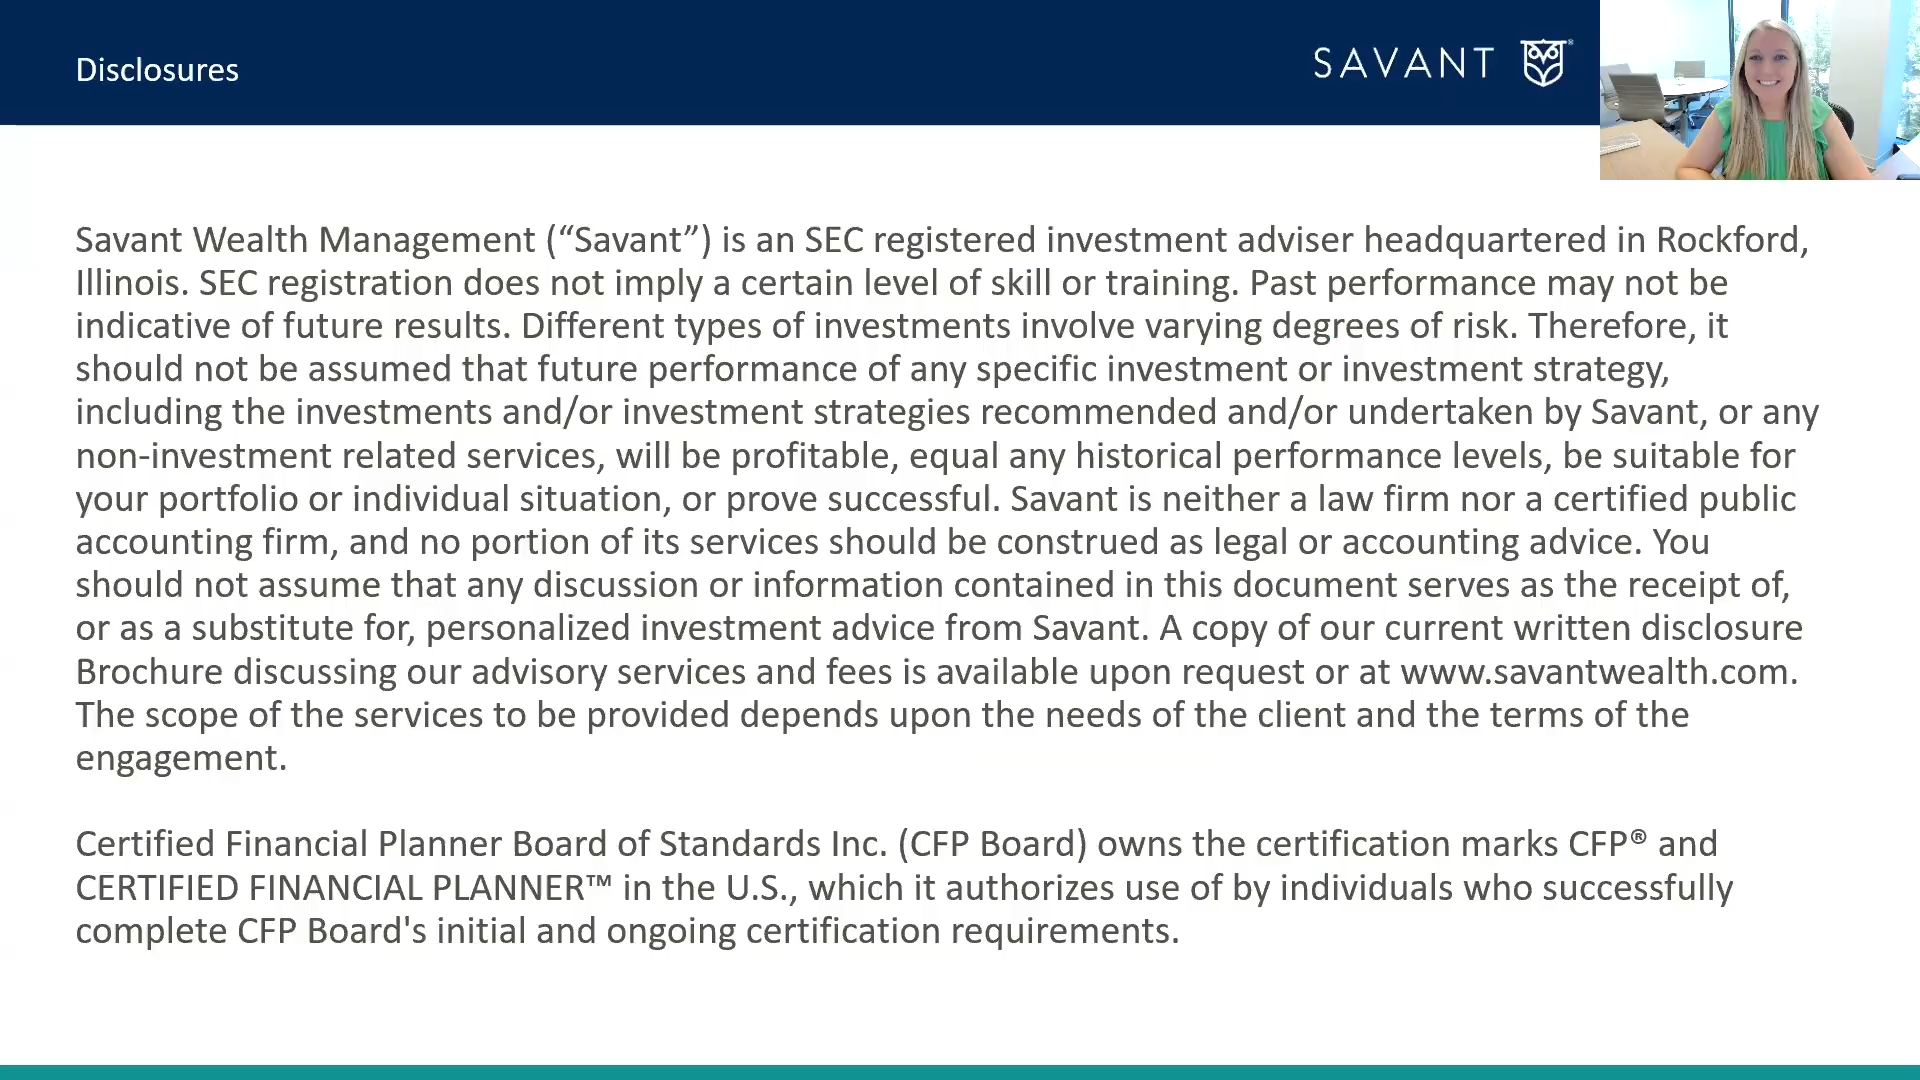 Disclosures
SAVANT
Savant Wealth Management (“Savant”) is an SEC registered investment adviser headquartered in Rockford,
Illinois. SEC registration does not imply a certain level of skill or training. Past performance may not be
indicative of future results. Different types of investments involve varying degrees of risk. Therefore, it
should not be assumed that future performance of any specific investment or investment strategy,
including the investments and/or investment strategies recommended and/or undertaken by Savant, or any
non-investment related services, will be profitable, equal any historical performance levels, be suitable for
your portfolio or individual situation, or prove successful. Savant is neither a law firm nor a certified public
accounting firm, and no portion of its services should be construed as legal or accounting advice. You
should not assume that any discussion or information contained in this document serves as the receipt of,
or as a substitute for, personalized investment advice from Savant. A copy of our current written disclosure
Brochure discussing our advisory services and fees is available upon request or at www.savantwealth.com.
The scope of the services to be provided depends upon the needs of the client and the terms of the
engagement.
Certified Financial Planner Board of Standards Inc. (CFP Board) owns the certification marks CFP® and
CERTIFIED FINANCIAL PLANNER™ in the U.S., which it authorizes use of by individuals who successfully
complete CFP Board's initial and ongoing certification requirements.